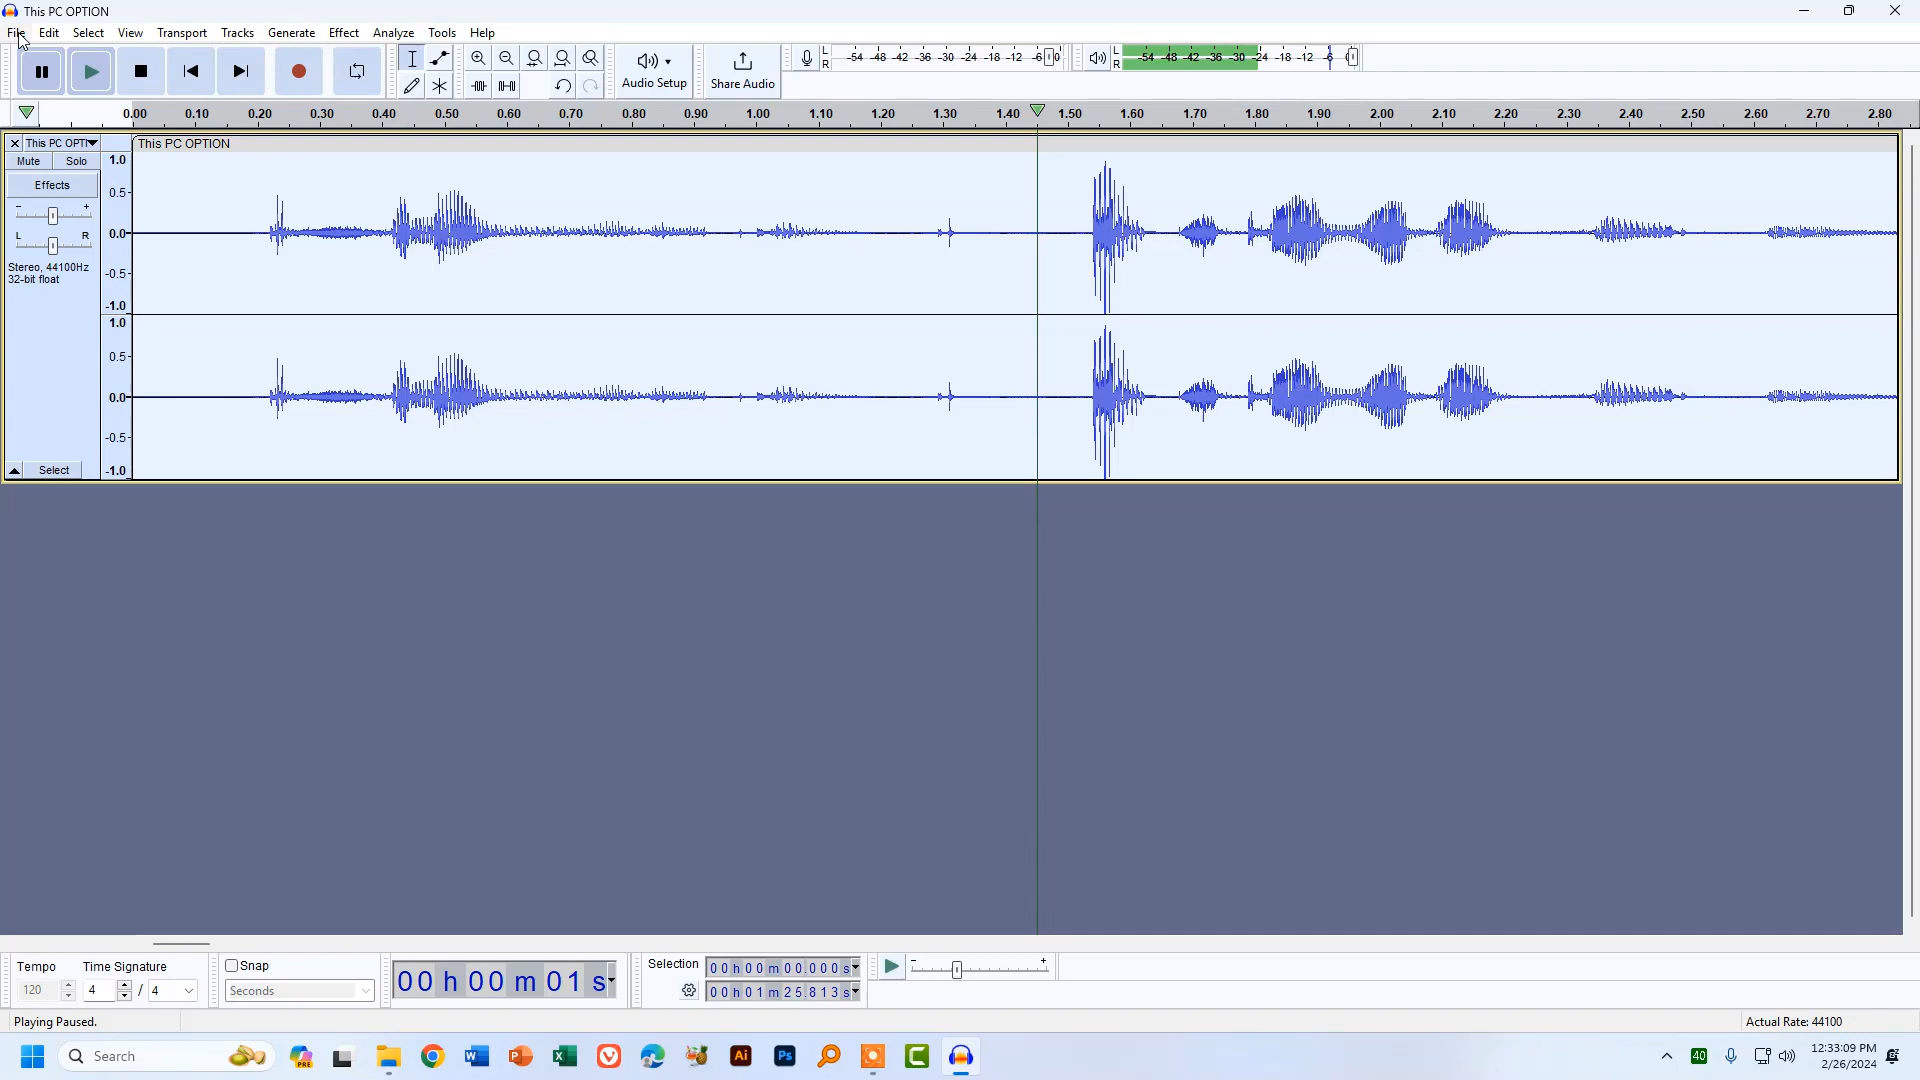 This PC OPTION
File Edit Select View Transport Tracks Generate Effect Analyze Tools Help
Audio Setup
Share Audio
L
R
-54 -48 -42 -36 -30 -24 -18 -12 -6 0
L
R
-54 -48 -42 -36 -30 -24 -18 -12 -6
0.00 0.10 0.20 0.30 0.40 0.50 0.60 0.70 0.80 0.90 1.00 1.10 1.20 1.30 1.40 1.50 1.60 1.70 1.80 1.90 2.00 2.10 2.20 2.30 2.40 2.50 2.60 2.70 2.80
This PC OPTI
This PC OPTION
Mute Solo
Effects
- +
L R
Stereo, 44100Hz
32-bit float
Select
1.0
0.5
0.0
-0.5
-1.0
1.0
0.5
0.0
-0.5
-1.0
Tempo
120
Time Signature
4 / 4
Snap
Seconds
00 h 00 m 01 s
Selection
00 h 00 m 00.000 s
00 h 01 m 25.813 s
- +
Playing Paused.
Actual Rate: 44100
Search
PRE
Ai
Ps
40
12:33:09 PM
2/26/2024